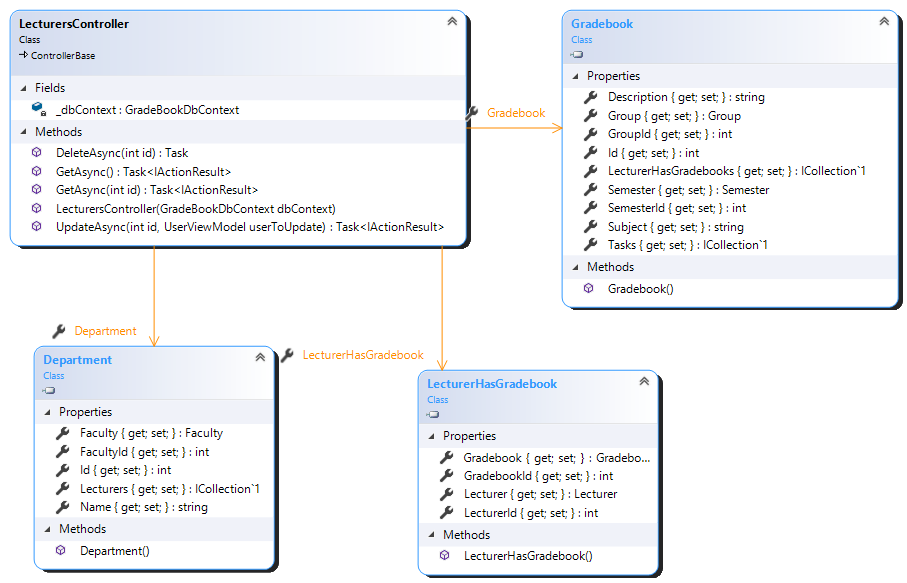 LecturersController
Class
ControllerBase
Fields
_dbContext : GradeBookDbContext
Methods
DeleteAsync(int id) : Task
GetAsync() : Task<IActionResult>
GetAsync(int id) : Task<IActionResult>
LecturersController(GradeBookDbContext dbContext)
UpdateAsync(int id, UserViewModel userToUpdate) : Task<IActionResult>
Gradebook
Gradebook
Class
Properties
Description { get; set; } : string
Group { get; set; } : Group
GroupId { get; set; } : int
Id { get; set; } : int
LecturerHasGradebooks { get; set; } : ICollection`1
Semester { get; set; } : Semester
SemesterId { get; set; } : int
Subject { get; set; } : string
Tasks { get; set; } : ICollection`1
Methods
Gradebook()
Department
Department
Class
Properties
Faculty { get; set; } : Faculty
FacultyId { get; set; } : int
Id { get; set; } : int
Lecturers { get; set; } : ICollection`1
Name { get; set; } : string
Methods
Department()
LecturerHasGradebook
LecturerHasGradebook
Class
Properties
Gradebook { get; set; } : Gradebo...
GradebookId { get; set; } : int
Lecturer { get; set; } : Lecturer
LecturerId { get; set; } : int
Methods
LecturerHasGradebook()